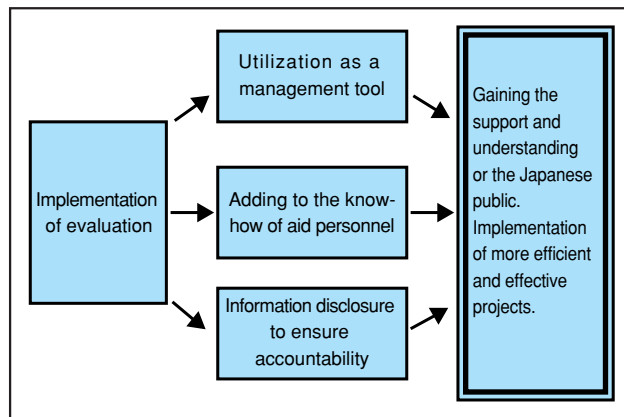 Implementation
of evaluation
Utilization as a
management tool
Adding to the know-
how of aid personnel
Information disclosure
to ensure
accountability
Gaining the
support and
understanding
or the Japanese
public.
Implementation
of more efficient
and effective
projects.